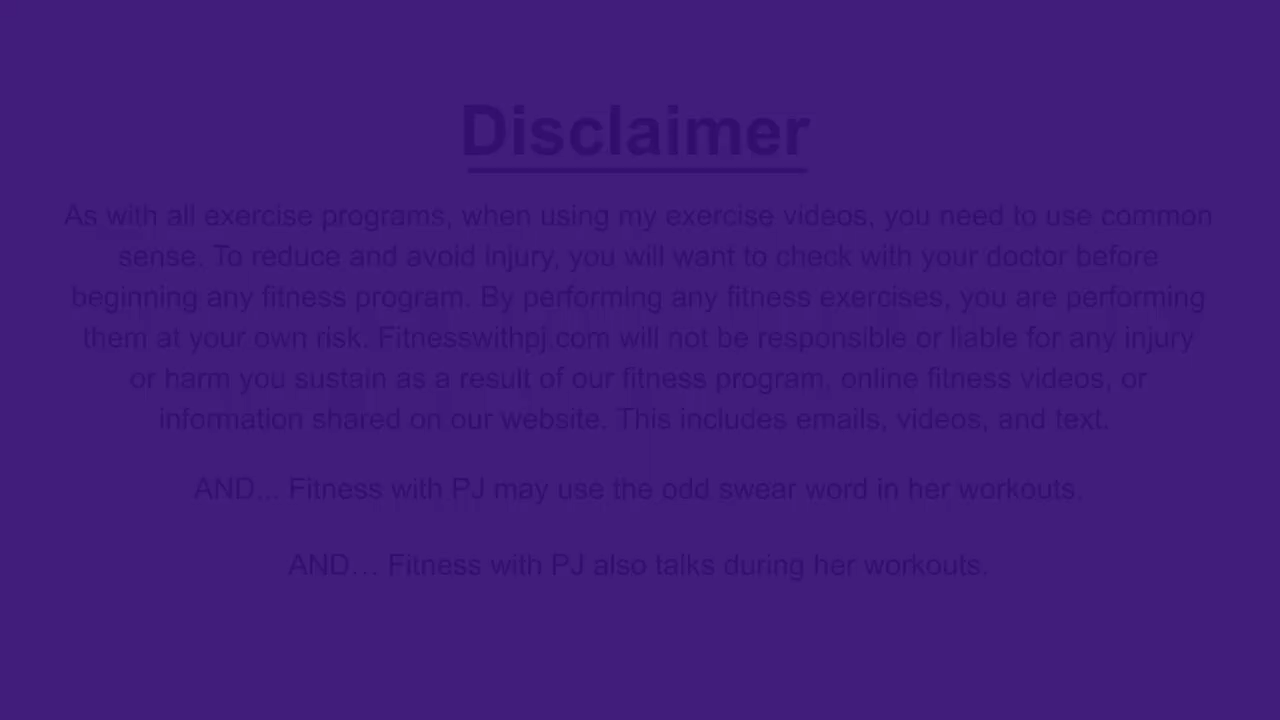 Disclaimer
As with all exercise programs, when using my exercise videos, you need to use common
sense. To reduce and avoid injury, you will want to check with your doctor before
beginning any fitness program. By performing any fitness exercises, you are performing
them at your own risk. Fitnesswithpj.com will not be responsible or liable for any injury
or harm you sustain as a result of our fitness program, online fitness videos, or
information shared on our website. This includes emails, videos, and text.
AND... Fitness with PJ may use the odd swear word in her workouts.
AND... Fitness with PJ also talks during her workouts.